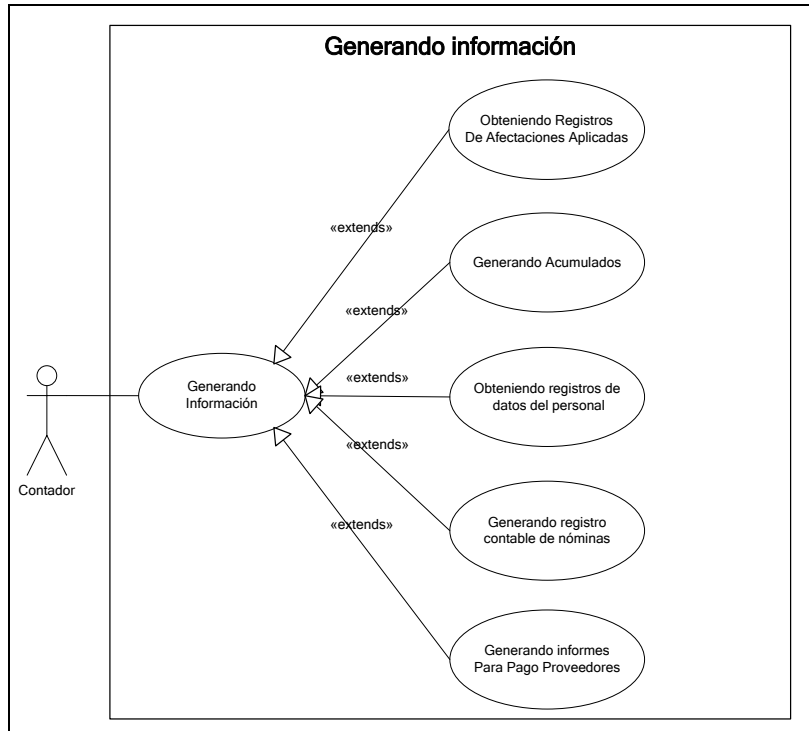 Generando información
Obteniendo Registros
De Afectaciones Aplicadas
«extends»
Generando Acumulados
«extends»
Generando
Información
«extends»
Obteniendo registros de
datos del personal
Contador
«extends»
Generando registro
contable de nóminas
«extends»
Generando informes
Para Pago Proveedores